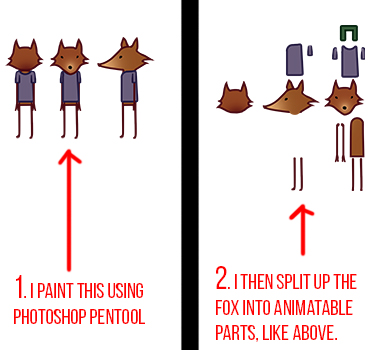 1. I PAINT THIS USING
PHOTOSHOP PENTOOL
2. I THEN SPLIT UP THE
FOX INTO ANIMATABLE
PARTS, LIKE ABOVE.